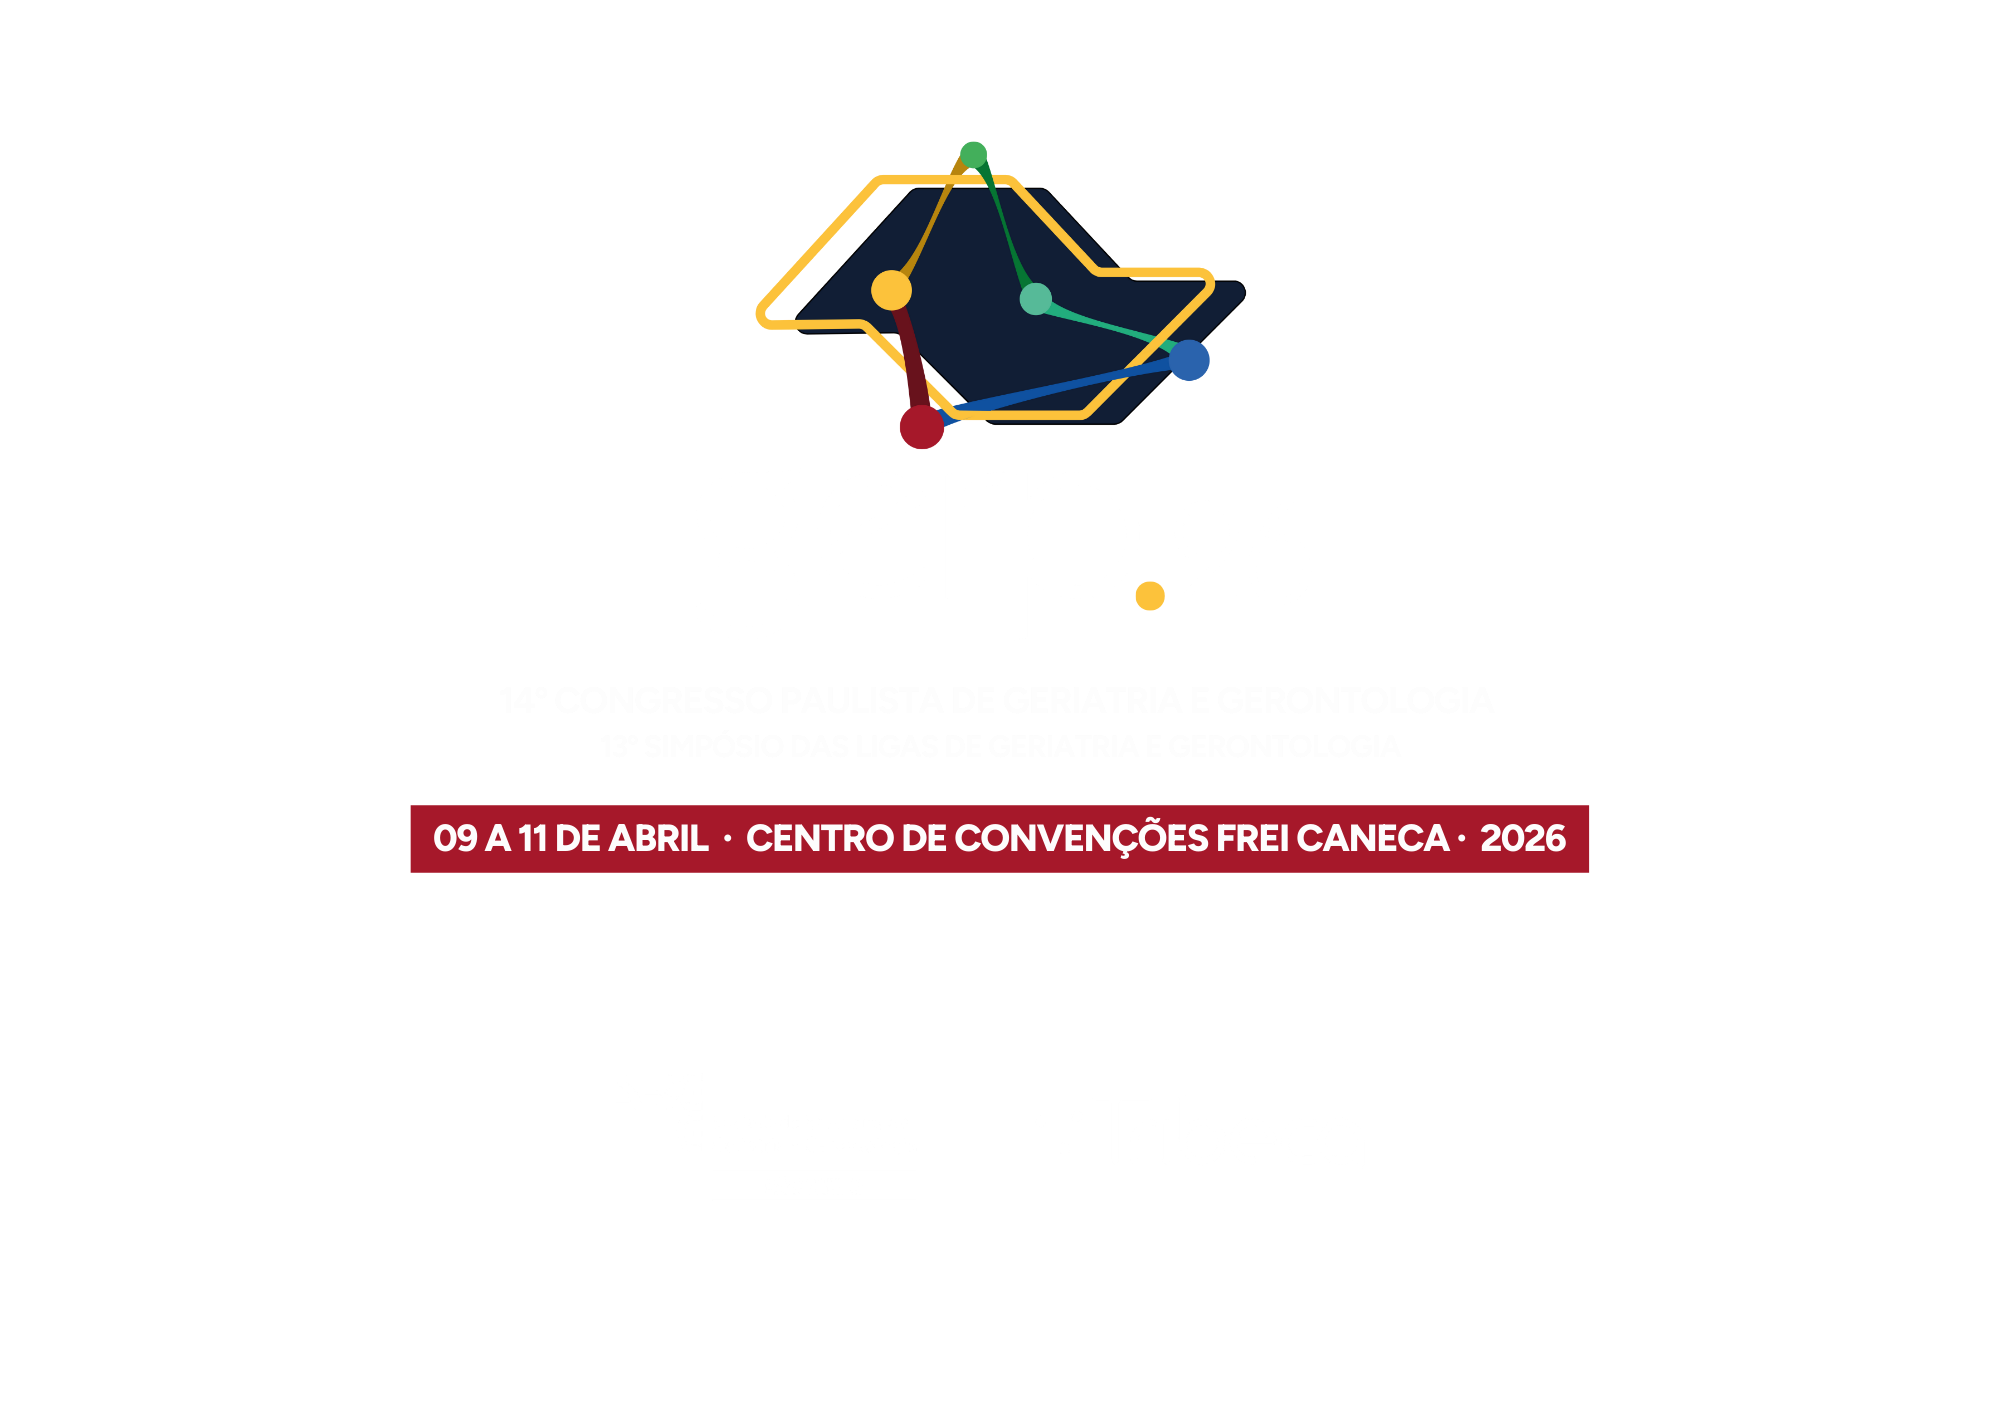 14º CONGRESSO PAULISTA DE GERIATRIA E GERONTOLOGIA
13º SIMPÓSIO DAS LIGAS DE GERIATRIA E GERONTOLOGIA
09 A 11 DE ABRIL · CENTRO DE CONVENÇÕES FREI CANECA · 2026